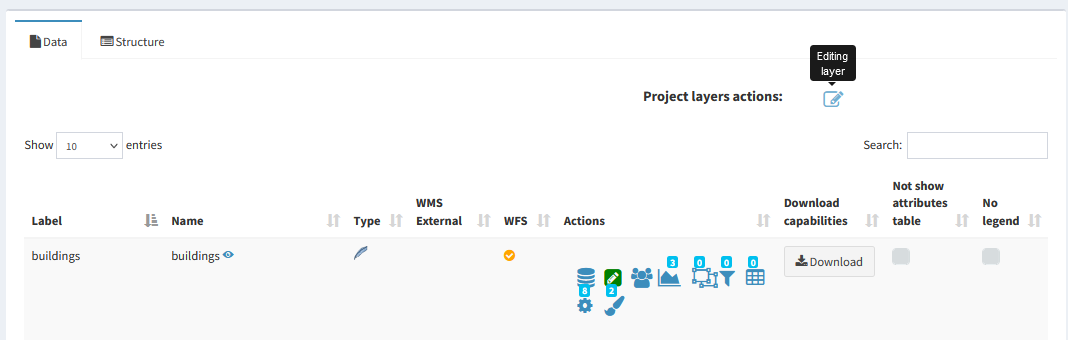 Data
Structure
Editing
layer
Project layers actions:
Show 10 entries
Search:
Label
Name
Type
WMS
External
WFS
Actions
Download
capabilities
Not show
attributes
table
No
legend
buildings
buildings
3
0
0
0
8
2
Download